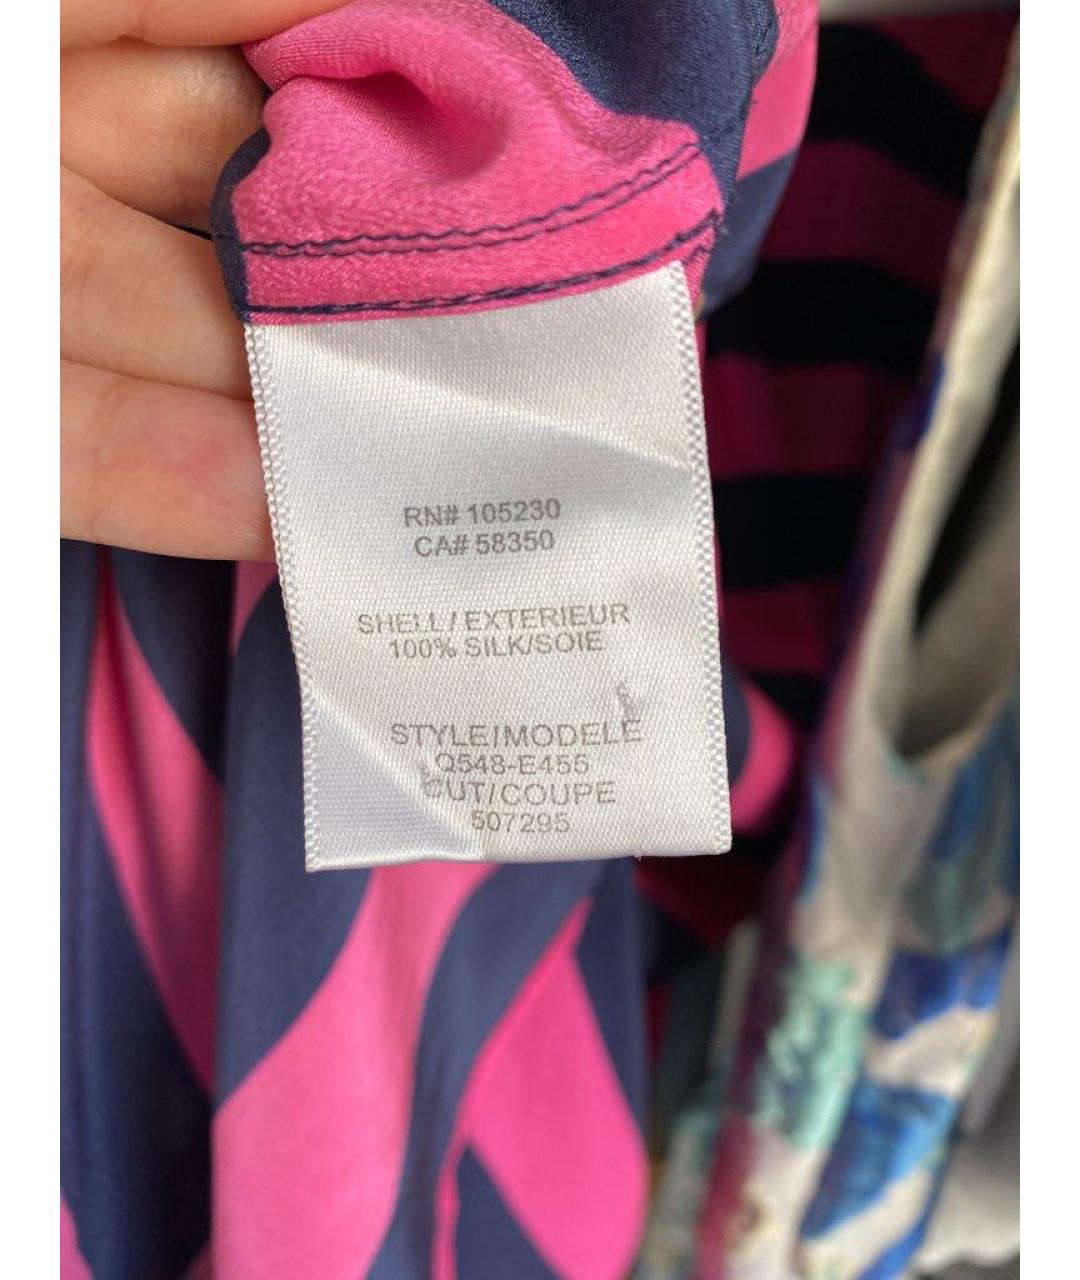 RN# 105230
CA# 58350
SHELL/EXTERIEUR
100% SILK/SOIE
STYLE/MODELE
Q548-E455
CUT/COUPE
507295